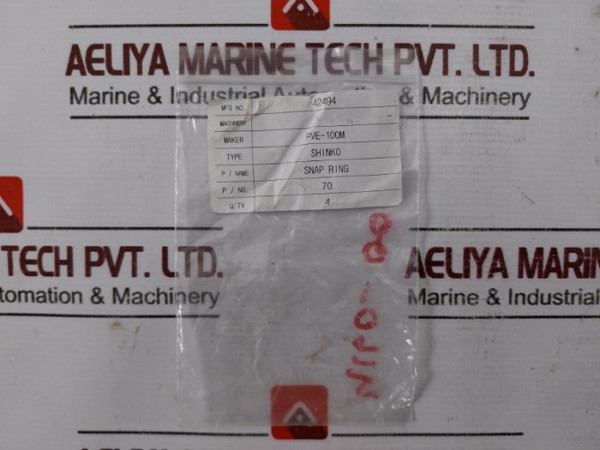 AELIYA MARINE TECH PVT. LTD.
Marine & Industrial Automation & Machinery
MFG NO. 42494
MACHINERY
MAKER RVE-100M
TYPE SHINKO
P / NAME SNAP RING
P / NO. 70
Q'TY 4
TECH PVT. LTD.
tomation & Machinery
AELIYA MARIN
Marine & Industrial